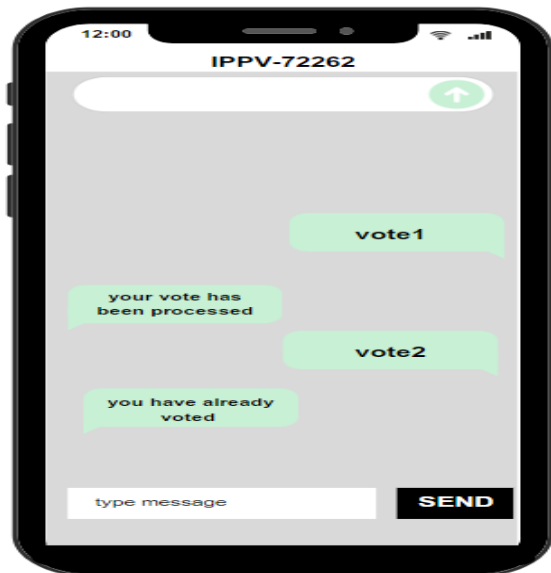 12:00
IPPV-72262
vote1
your vote has
been processed
vote2
you have already
voted
type message
SEND